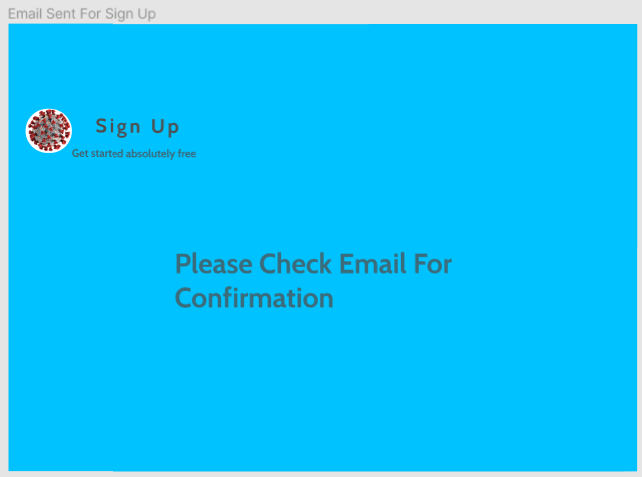 Email Sent For Sign Up
Sign Up
Get started absolutely free
Please Check Email For
Confirmation